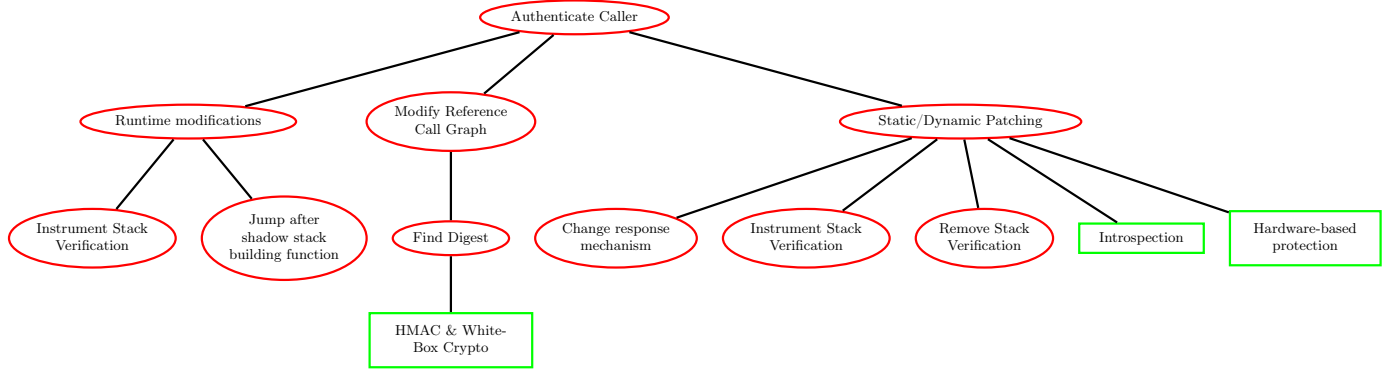 Authenticate Caller
Runtime modifications
Modify Reference
Call Graph
Static/Dynamic Patching
Instrument Stack
Verification
Jump after
shadow stack
building function
Find Digest
Change response
mechanism
Instrument Stack
Verification
Remove Stack
Verification
Introspection
Hardware-based
protection
HMAC & White-
Box Crypto